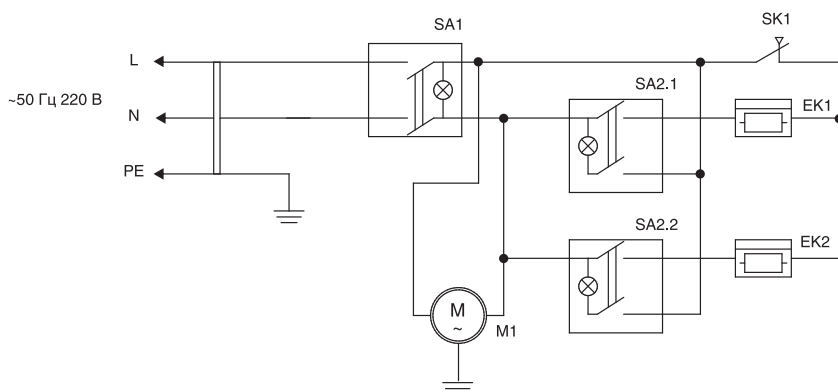 SA1
SK1
L
SA2.1
~50 Гц 220 В
N
EK1
PE
SA2.2
EK2
M
~
M1